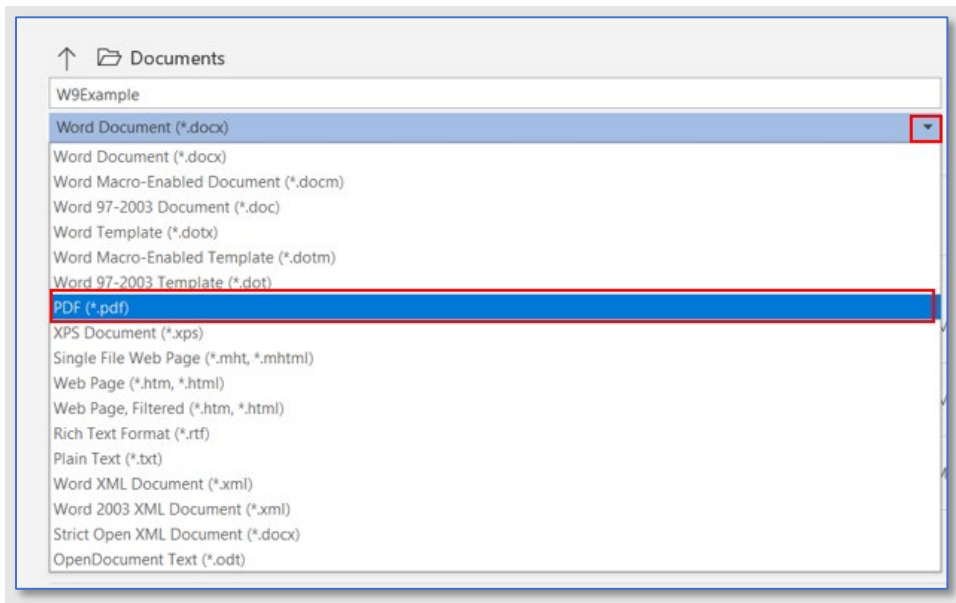 Documents
W9Example
Word Document (*.docx)
Word Document (*.docx)
Word Macro-Enabled Document (*.docm)
Word 97-2003 Document (*.doc)
Word Template (*.dotx)
Word Macro-Enabled Template (*.dotm)
Word 97-2003 Template (*.dot)
PDF (*.pdf)
XPS Document (*.xps)
Single File Web Page (*.mht, *.mhtml)
Web Page (*.htm, *.html)
Web Page, Filtered (*.htm, *.html)
Rich Text Format (*.rtf)
Plain Text (*.txt)
Word XML Document (*.xml)
Word 2003 XML Document (*.xml)
Strict Open XML Document (*.docx)
OpenDocument Text (*.odt)